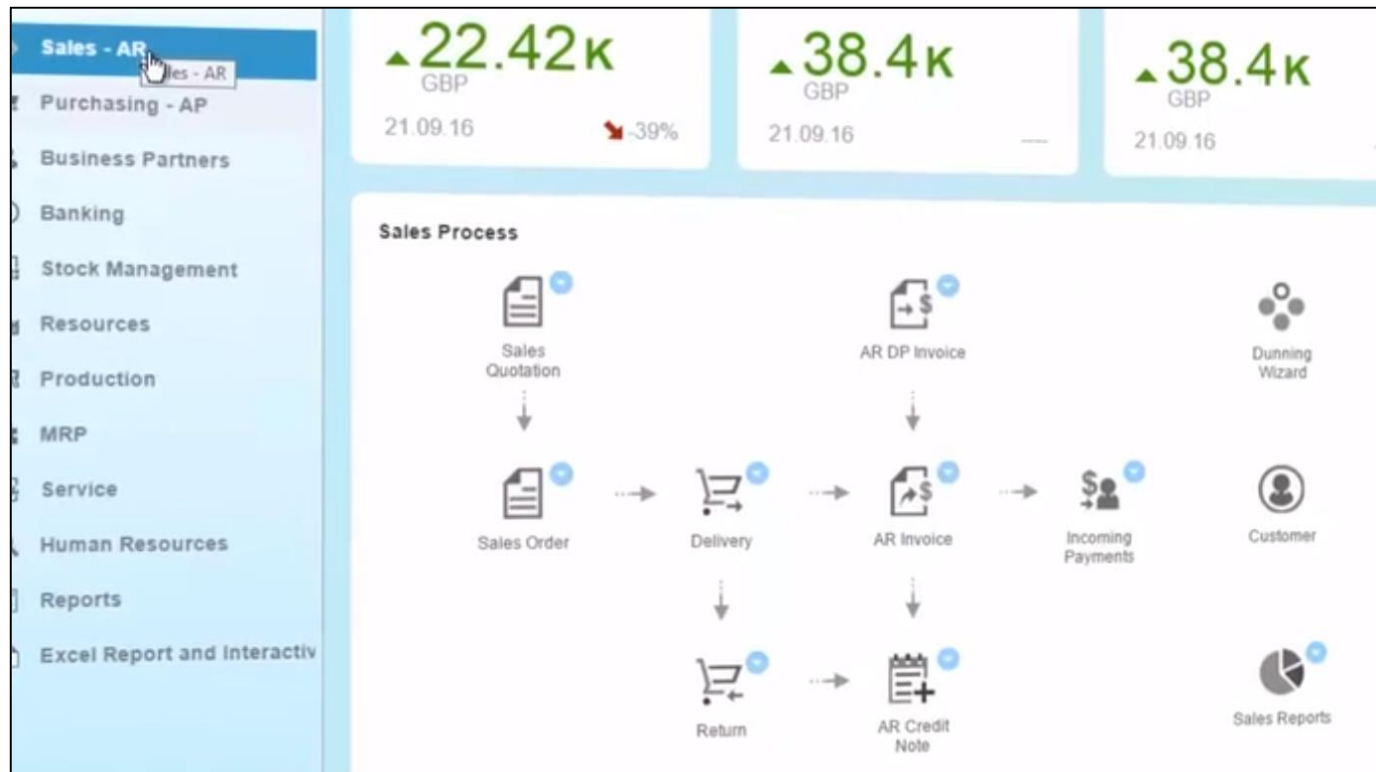 Sales - AR
les - AR
Purchasing - AP
Business Partners
Banking
Stock Management
Resources
Production
MRP
Service
Human Resources
Reports
Excel Report and Interactiv
22.42K
GBP
21.09.16
-39%
38.4K
GBP
21.09.16
38.4K
GBP
21.09.16
Sales Process
Sales
Quotation
AR DP Invoice
Dunning
Wizard
Sales Order
Delivery
AR Invoice
Incoming
Payments
Customer
Return
AR Credit
Note
Sales Reports